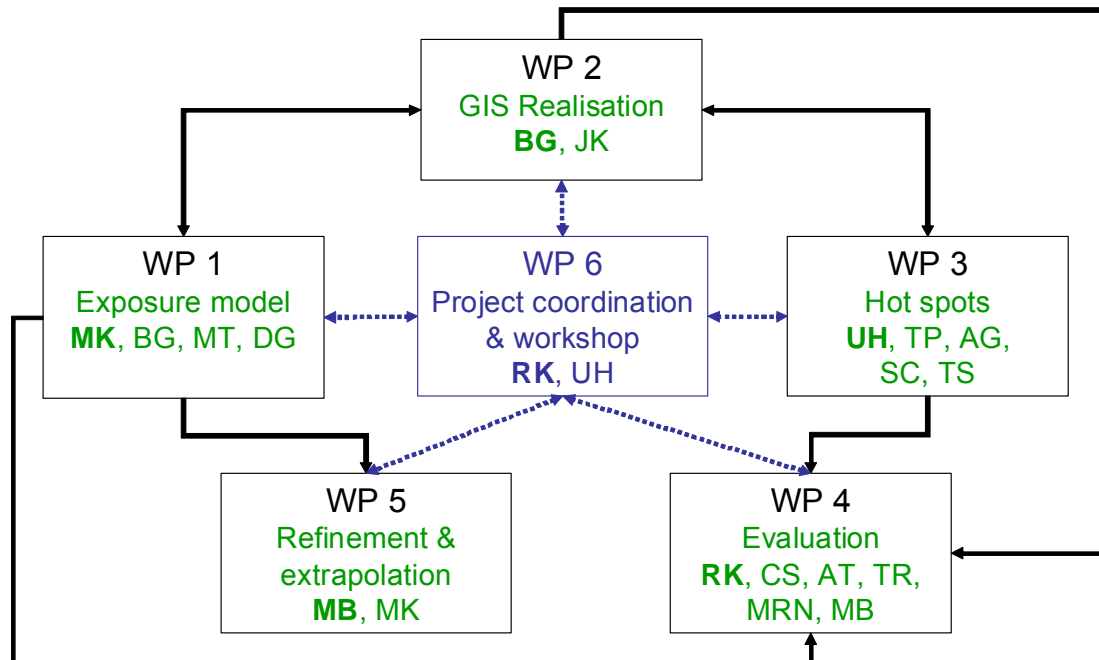 WP 2
GIS Realisation
BG, JK
WP 1
Exposure model
MK, BG, MT, DG
WP 6
Project coordination
& workshop
RK, UH
WP 3
Hot spots
UH, TP, AG,
SC, TS
WP 5
Refinement &
extrapolation
MB, MK
WP 4
Evaluation
RK, CS, AT, TR,
MRN, MB